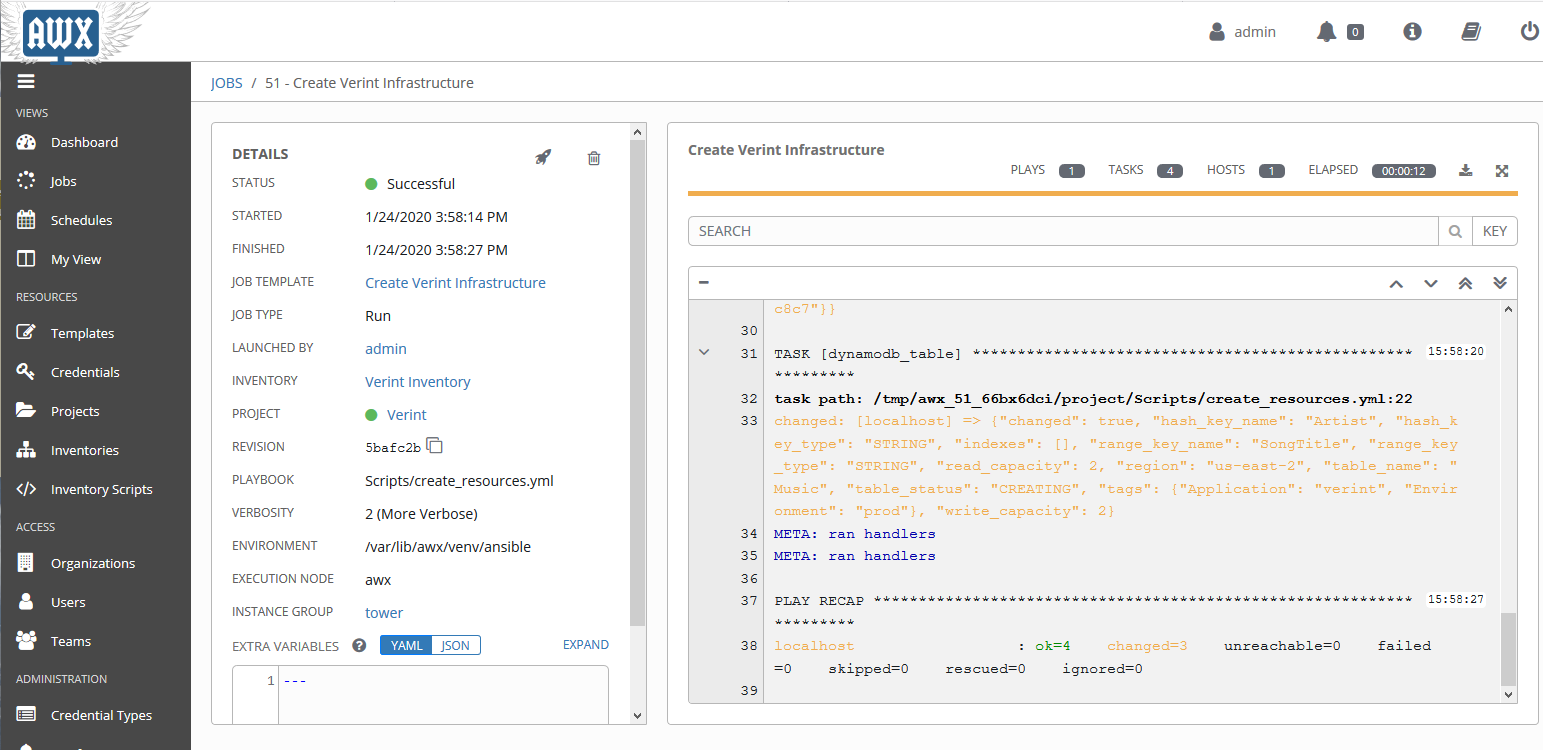 AWX
admin 0
JOBS / 51 - Create Verint Infrastructure
VIEWS
Dashboard
Jobs
Schedules
My View
RESOURCES
Templates
Credentials
Projects
Inventories
Inventory Scripts
ACCESS
Organizations
Users
Teams
ADMINISTRATION
Credential Types
DETAILS
STATUS Successful
STARTED 1/24/2020 3:58:14 PM
FINISHED 1/24/2020 3:58:27 PM
JOB TEMPLATE Create Verint Infrastructure
JOB TYPE Run
LAUNCHED BY admin
INVENTORY Verint Inventory
PROJECT Verint
REVISION 5bafc2b
PLAYBOOK Scripts/create_resources.yml
VERBOSITY 2 (More Verbose)
ENVIRONMENT /var/lib/awx/venv/ansible
EXECUTION NODE awx
INSTANCE GROUP tower
EXTRA VARIABLES ? YAML JSON EXPAND
1 ---
Create Verint Infrastructure
PLAYS 1 TASKS 4 HOSTS 1 ELAPSED 00:00:12
SEARCH KEY
c8c7"}}
30
31 TASK [dynamodb_table] ************************************************* 15:58:20
*********
32 task path: /tmp/awx_51_66bx6dci/project/Scripts/create_resources.yml:22
33 changed: [localhost] => {"changed": true, "hash_key_name": "Artist", "hash_k
ey_type": "STRING", "indexes": [], "range_key_name": "SongTitle", "range_key
_type": "STRING", "read_capacity": 2, "region": "us-east-2", "table_name": "
Music", "table_status": "CREATING", "tags": {"Application": "verint", "Envir
onment": "prod"}, "write_capacity": 2}
34 META: ran handlers
35 META: ran handlers
36
37 PLAY RECAP ************************************************************ 15:58:27
*********
38 localhost : ok=4 changed=3 unreachable=0 failed
=0 skipped=0 rescued=0 ignored=0
39